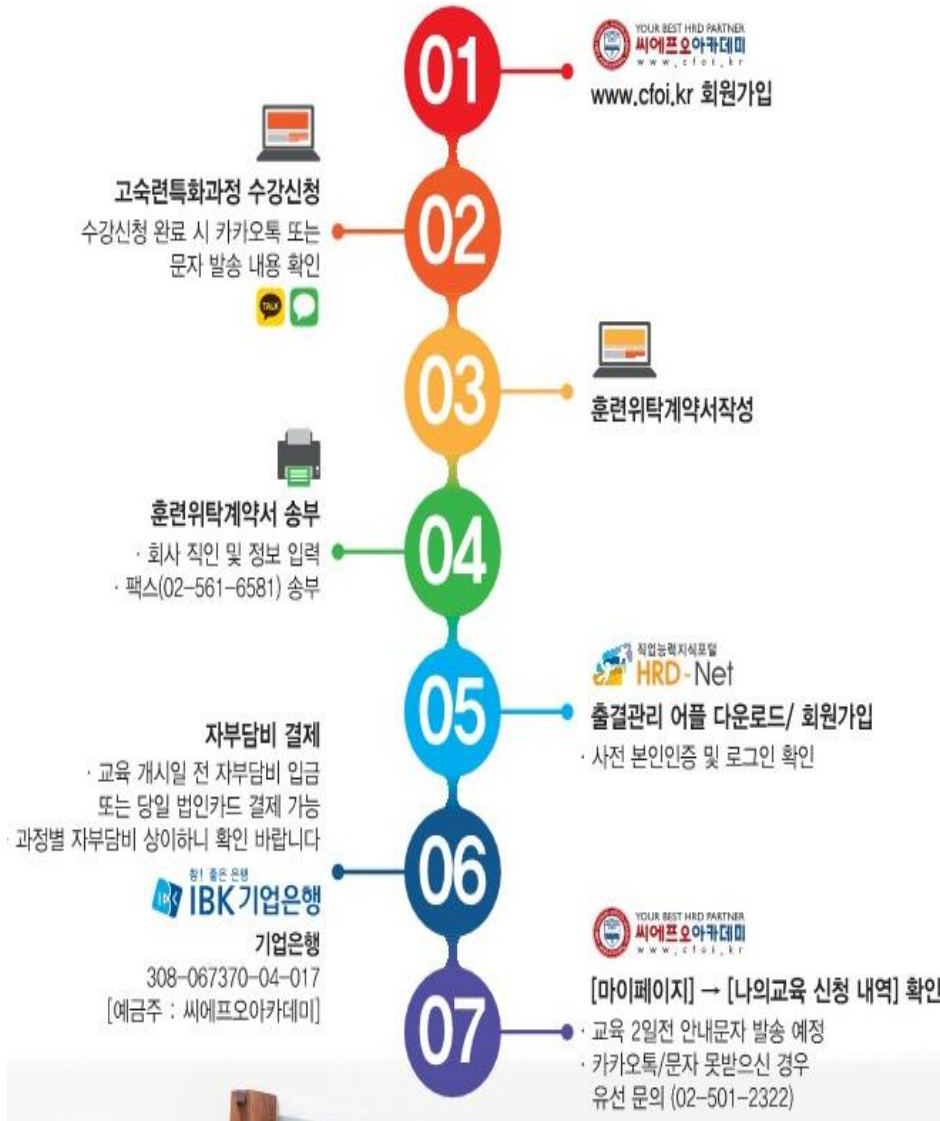 01
YOUR BEST HRD PARTNER
씨에프오아카데미
www.cfoi.kr
www.cfoi.kr 회원가입
02
고숙련특화과정 수강신청
수강신청 완료 시 카카오톡 또는
문자 발송 내용 확인
TALK
03
훈련위탁계약서작성
04
훈련위탁계약서 송부
· 회사 직인 및 정보 입력
· 팩스(02-561-6581) 송부
05
직업능력지식포털
HRD-Net
출결관리 어플 다운로드/ 회원가입
· 사전 본인인증 및 로그인 확인
06
자부담비 결제
· 교육 개시일 전 자부담비 입금
또는 당일 법인카드 결제 가능
· 과정별 자부담비 상이하니 확인 바랍니다
참! 좋은 은행
IBK기업은행
기업은행
308-067370-04-017
[예금주 : 씨에프오아카데미]
07
YOUR BEST HRD PARTNER
씨에프오아카데미
www.cfoi.kr
[마이페이지] → [나의교육 신청 내역] 확인
· 교육 2일전 안내문자 발송 예정
· 카카오톡/문자 못받으신 경우
유선 문의 (02-501-2322)